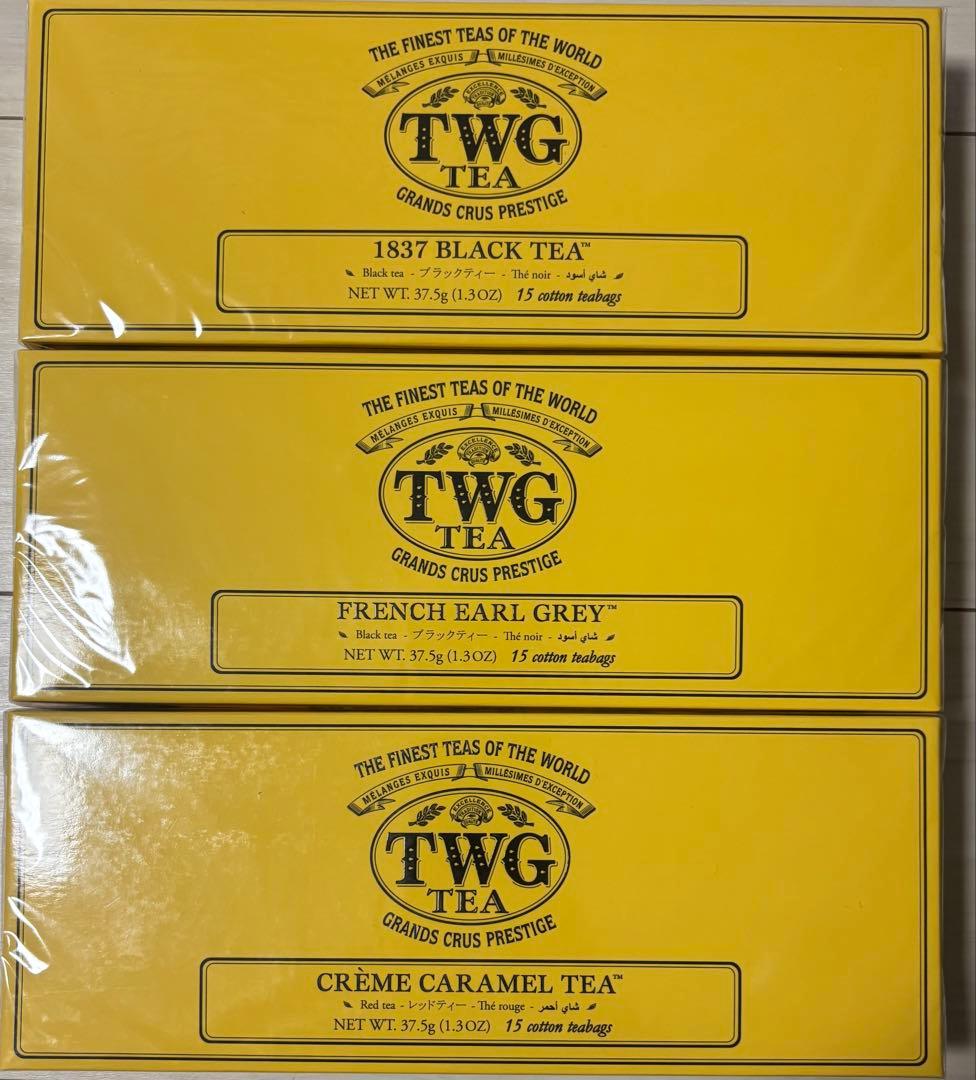 THE FINEST TEAS OF THE WORLD
MÉLANGES EXQUIS MILLÉSIMES D'EXCEPTION
EXCELLENCE
TRADITION
TWG
TEA
GRANDS CRUS PRESTIGE
1837 BLACK TEA™
Black tea - ブラックティー - Thé noir - شاي أسود
NET WT. 37.5g (1.3OZ) 15 cotton teabags
THE FINEST TEAS OF THE WORLD
MÉLANGES EXQUIS MILLÉSIMES D'EXCEPTION
EXCELLENCE
TRADITION
TWG
TEA
GRANDS CRUS PRESTIGE
FRENCH EARL GREY™
Black tea - ブラックティー - Thé noir - شاي أسود
NET WT. 37.5g (1.3OZ) 15 cotton teabags
THE FINEST TEAS OF THE WORLD
MÉLANGES EXQUIS MILLÉSIMES D'EXCEPTION
EXCELLENCE
TRADITION
TWG
TEA
GRANDS CRUS PRESTIGE
CRÈME CARAMEL TEA™
Red tea - レッドティー - Thé rouge - شاي أحمر
NET WT. 37.5g (1.3OZ) 15 cotton teabags